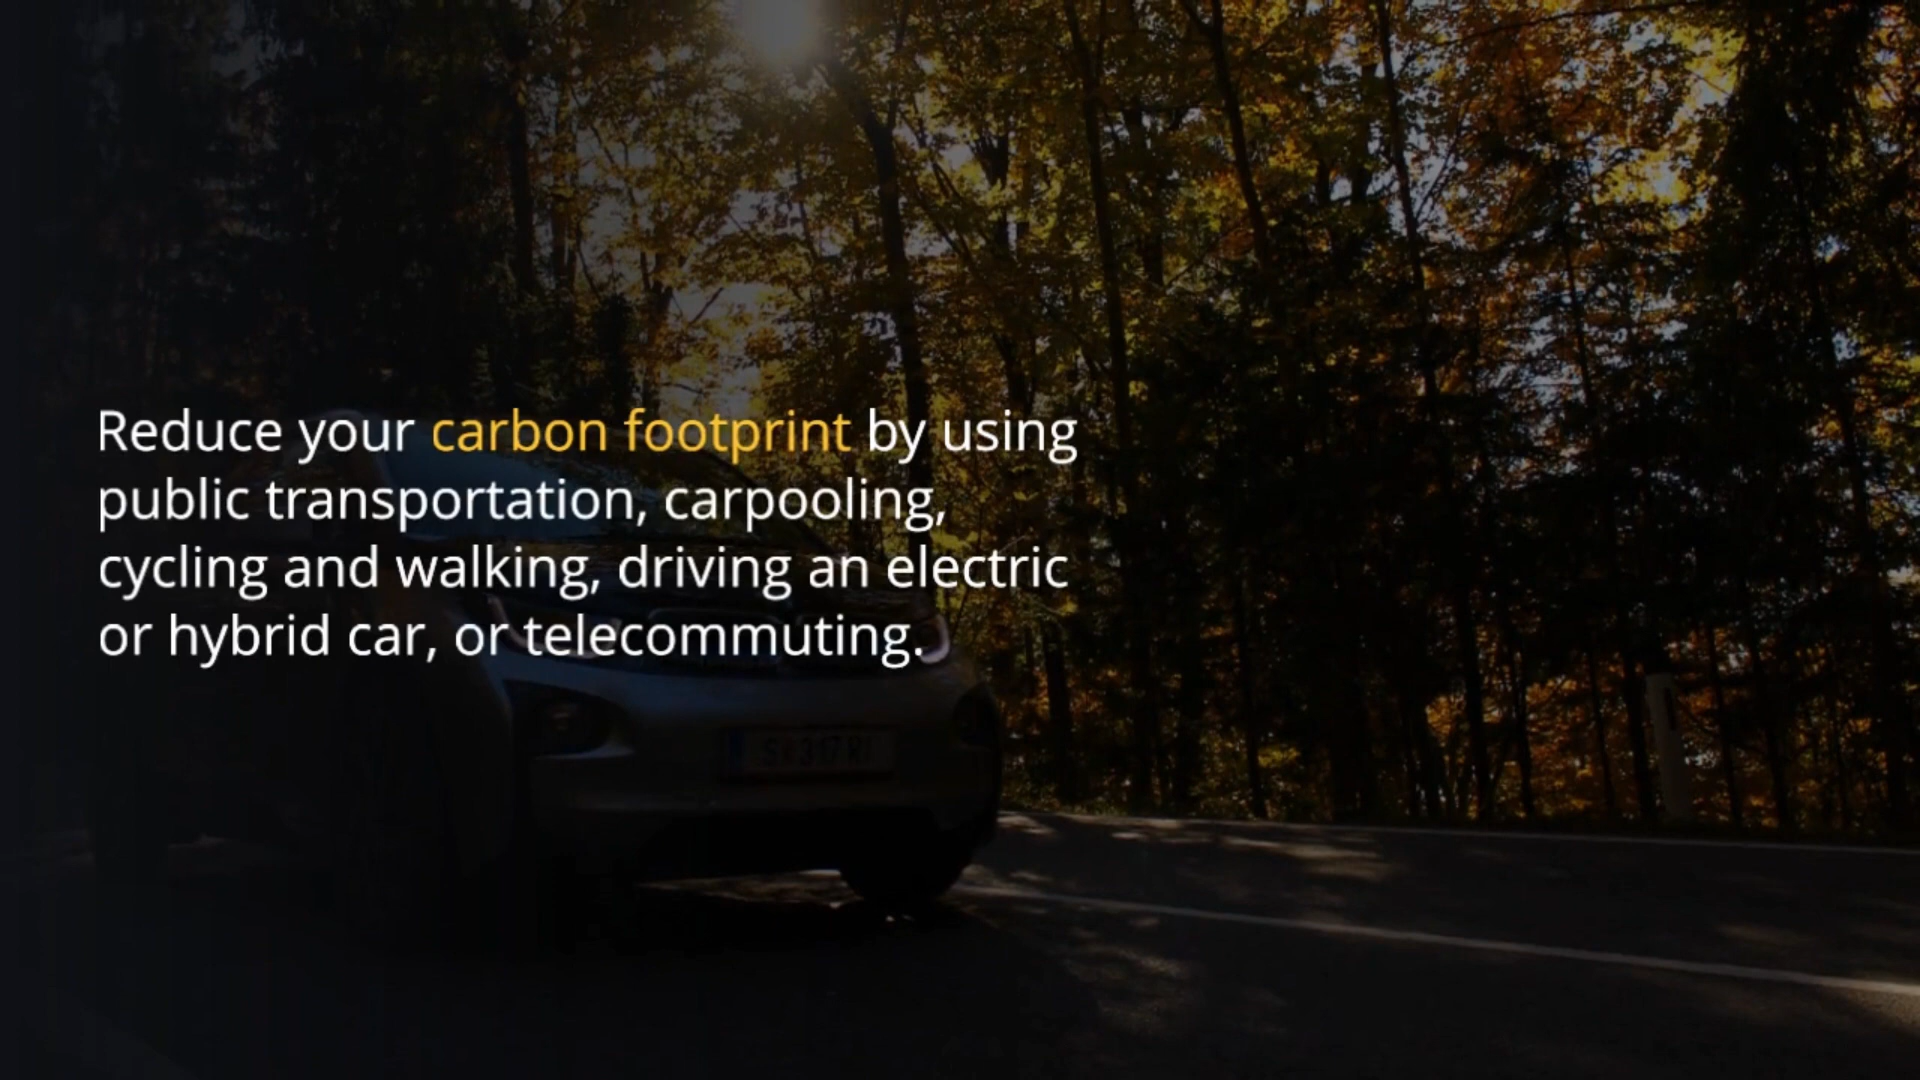 Reduce your carbon footprint by using
public transportation, carpooling,
cycling and walking, driving an electric
or hybrid car, or telecommuting.